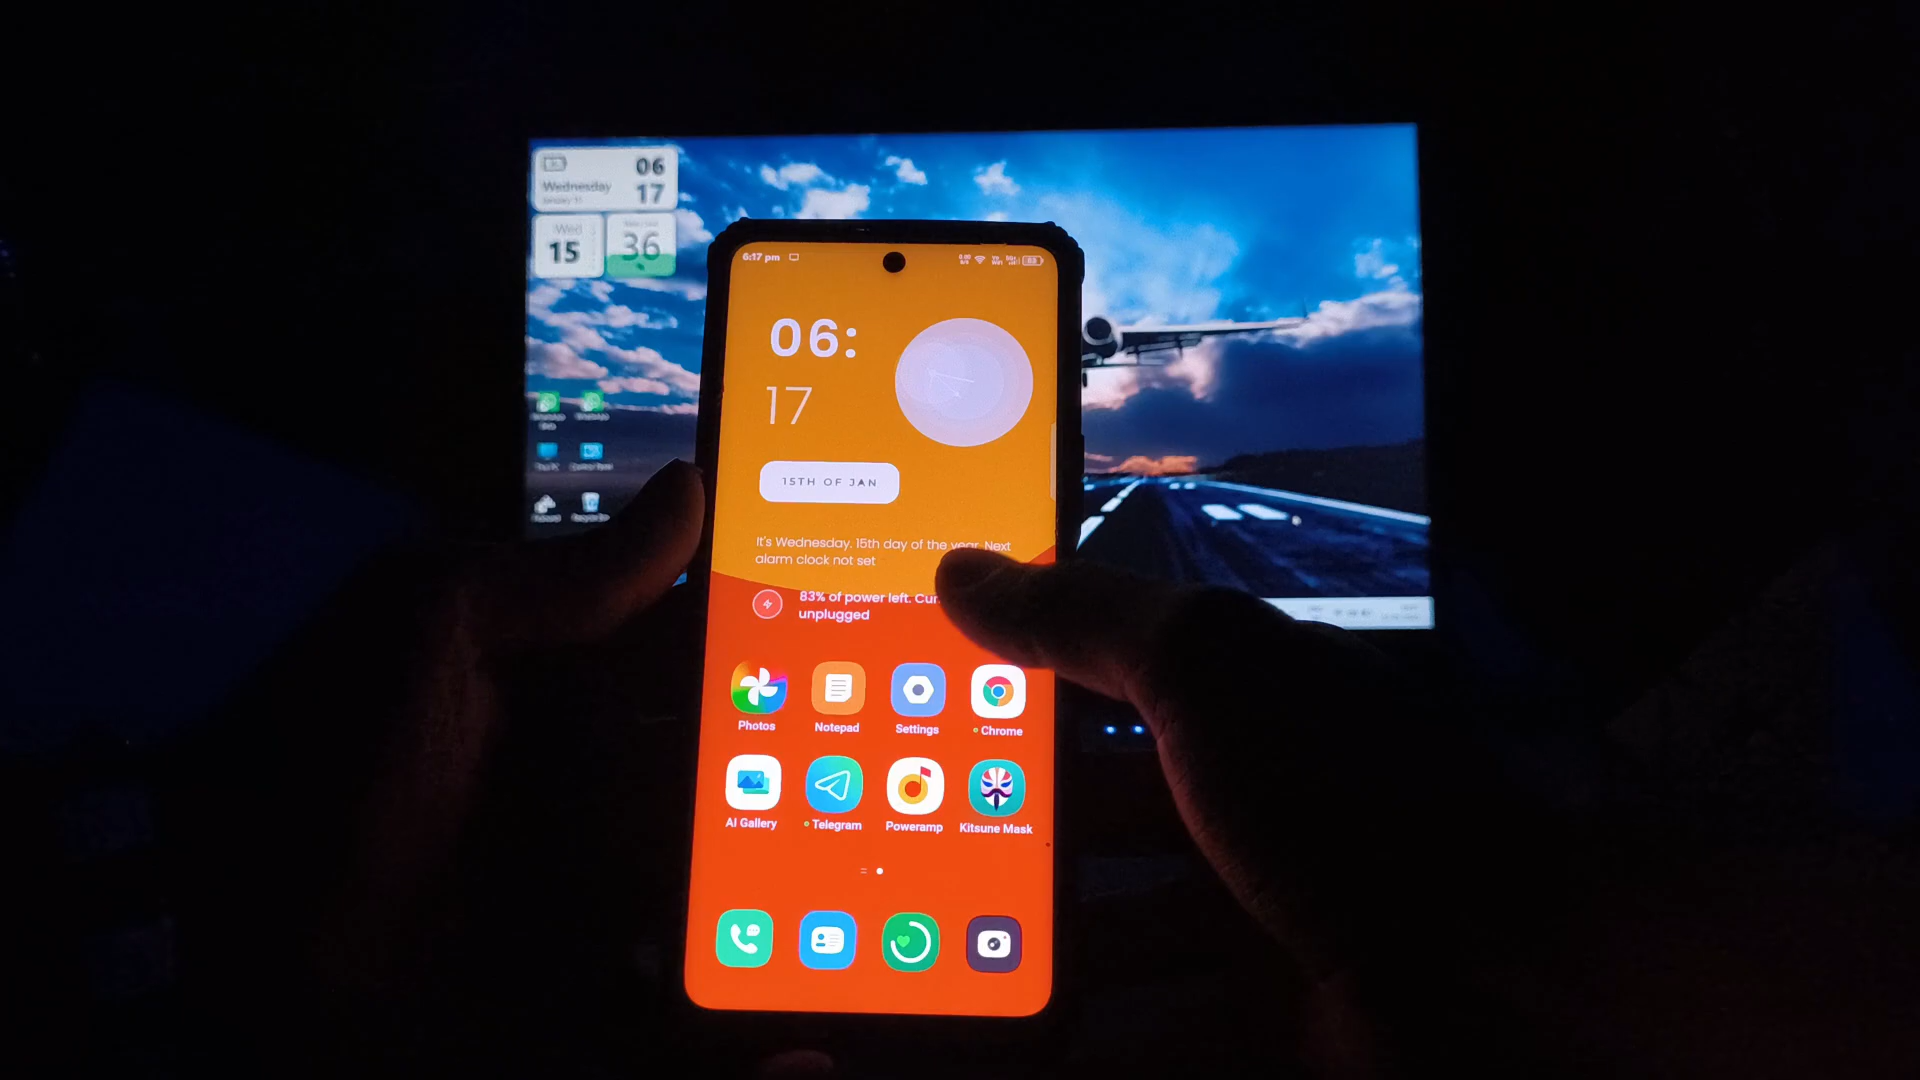 06
Wednesday
17
Wed
15
36
6:17 pm
83
06:
17
15TH OF JAN
It's Wednesday, 15th day of the year. Next
alarm clock not set
83% of power left. Cur
unplugged
Photos
Notepad
Settings
Chrome
AI Gallery
Telegram
Poweramp
Kitsune Mask